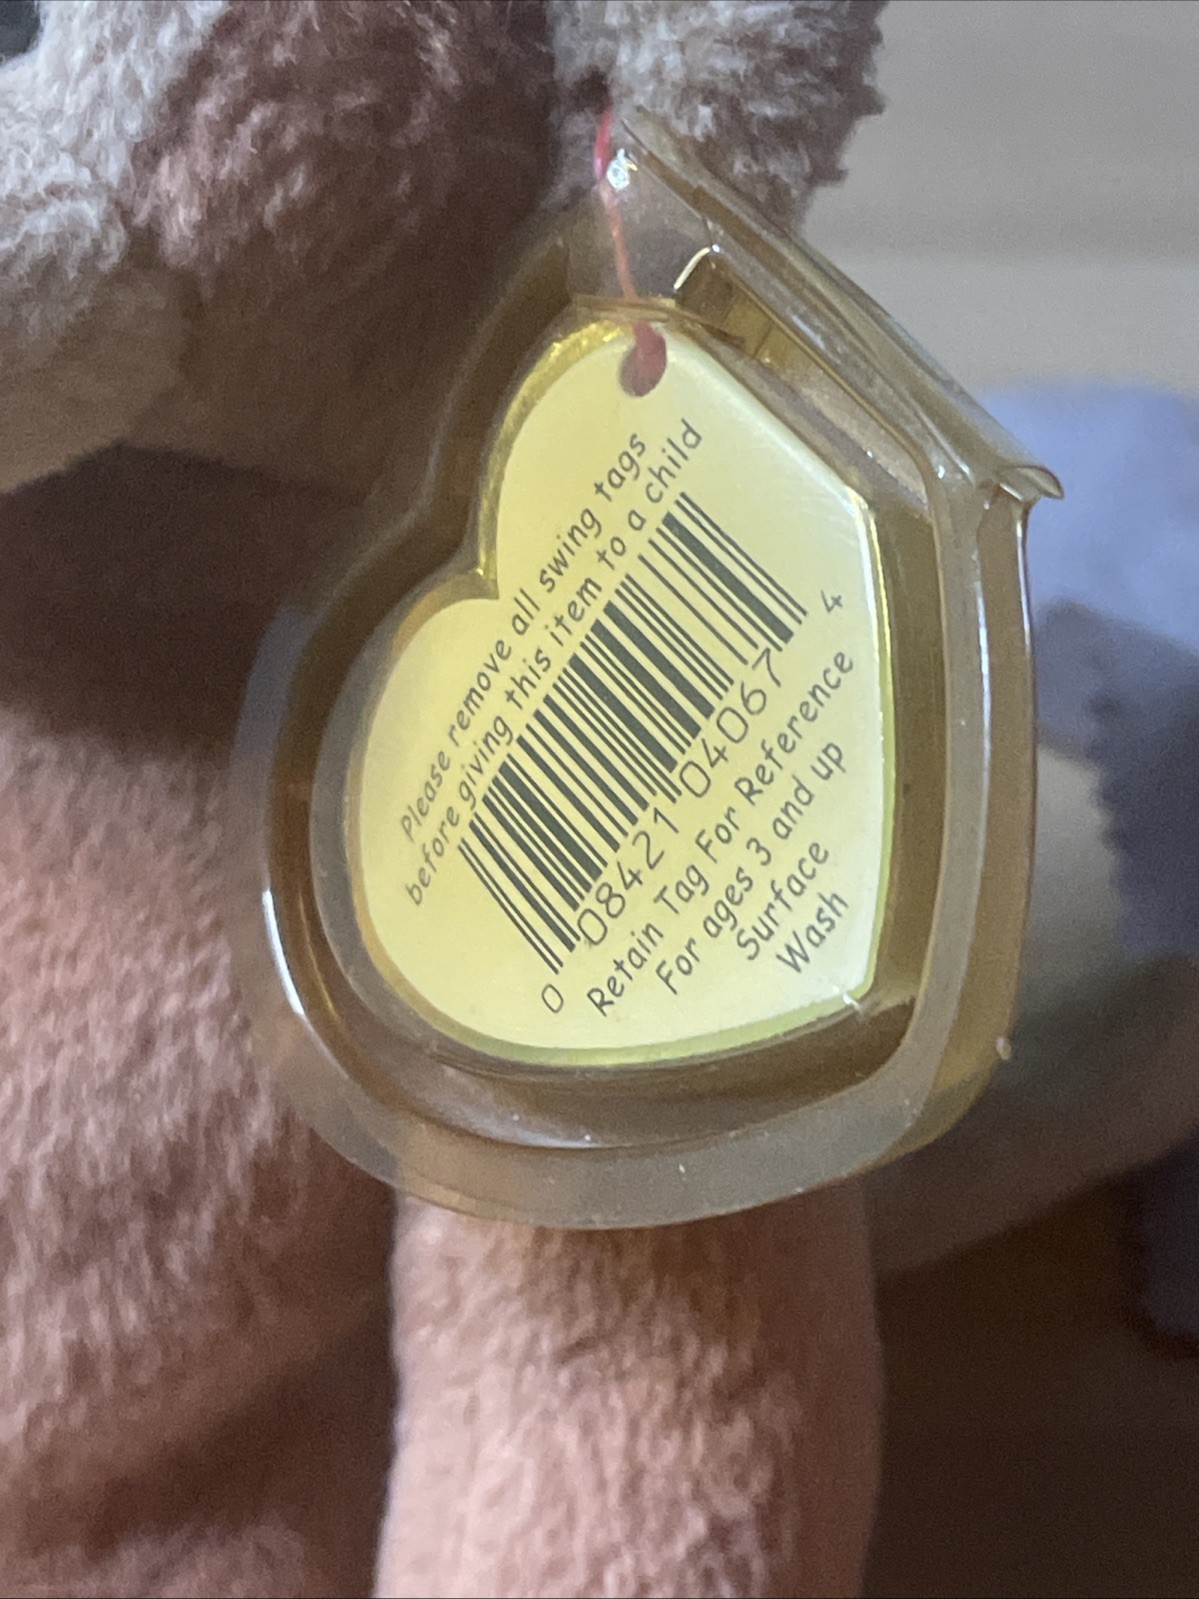 Please remove all swing tags
before giving this item to a child
0 08421 04067 4
Retain Tag For Reference
For ages 3 and up
Surface
Wash